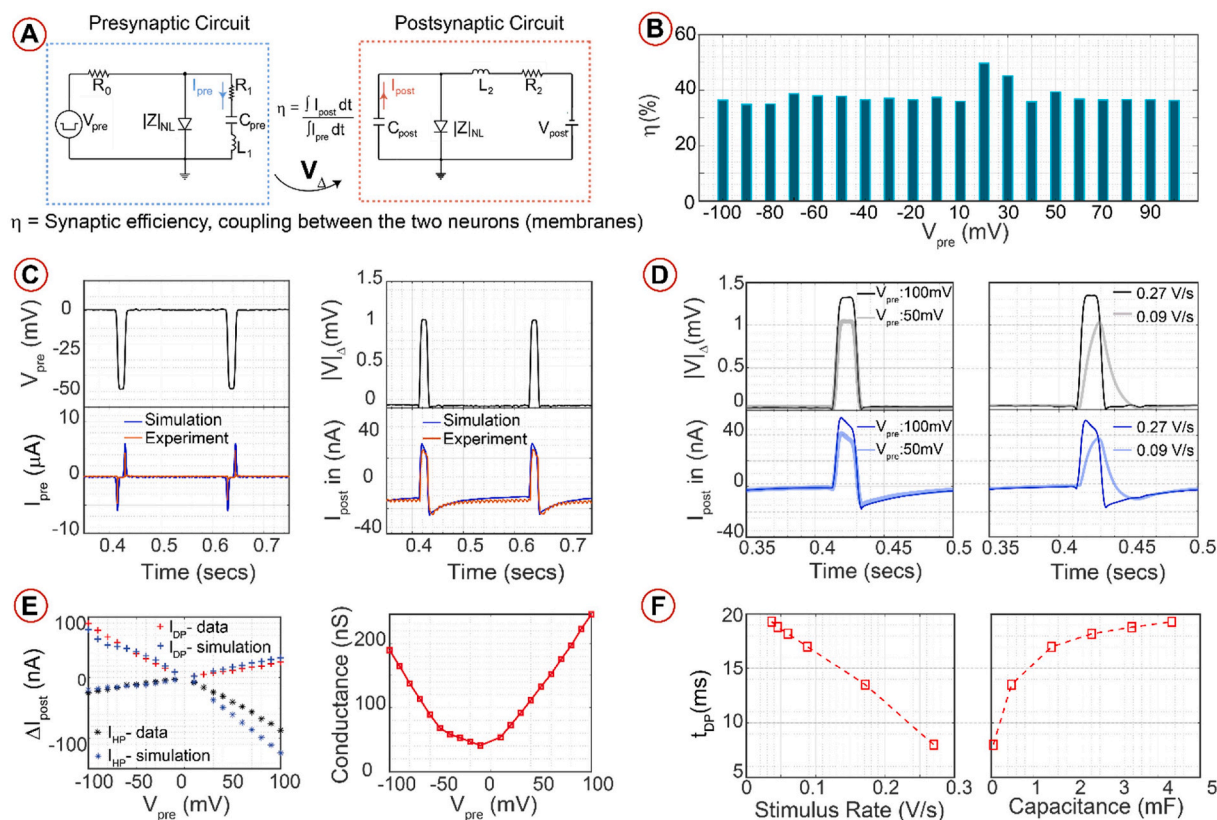 A
Presynaptic Circuit
Postsynaptic Circuit
R0
Ipre
R1
Vpre
|Z|NL
Cpre
L1
η = ∫ Ipost dt / ∫Ipre dt
VΔ
Ipost
L2
R2
Cpost
|Z|NL
Vpost
η = Synaptic efficiency, coupling between the two neurons (membranes)
B
η(%)
60
40
20
0
-100 -80 -60 -40 -20 10 30 50 70 90
Vpre (mV)
C
Vpre (mV)
0
-25
-50
Ipre (μA)
10
0
-10
Simulation
Experiment
0.4 0.5 0.6 0.7
Time (secs)
|V|Δ(mV)
1.5
1
0.5
0
Ipost in (nA)
40
20
0
-40
Simulation
Experiment
0.4 0.5 0.6 0.7
Time (secs)
D
|V|Δ(mV)
1.5
1
0.5
0
Vpre:100mV
Vpre:50mV
0.27 V/s
0.09 V/s
Ipost in (nA)
40
20
0
-40
Vpre:100mV
Vpre:50mV
0.27 V/s
0.09 V/s
0.35 0.4 0.45 0.5
Time (secs)
0.4 0.45 0.5
Time (secs)
E
ΔIpost (nA)
100
0
-100
IDP- data
IDP- simulation
IHP- data
IHP- simulation
-100 -50 0 50 100
Vpre (mV)
Conductance (nS)
200
100
0
-100 -50 0 50 100
Vpre (mV)
F
tDP(ms)
20
15
10
5
0 0.1 0.2 0.3
Stimulus Rate (V/s)
0 1 2 3 4 5
Capacitance (mF)